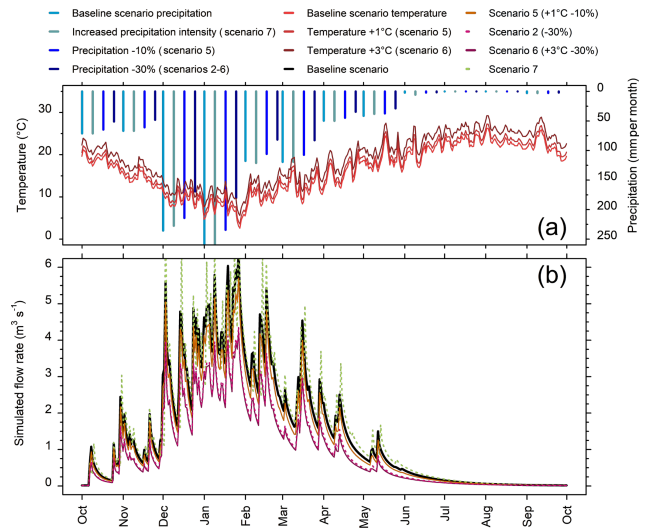 Baseline scenario precipitation
Increased precipitation intensity (scenario 7)
Precipitation -10% (scenario 5)
Precipitation -30% (scenarios 2-6)
Baseline scenario temperature
Temperature +1°C (scenario 5)
Temperature +3°C (scenario 6)
Baseline scenario
Scenario 5 (+1°C -10%)
Scenario 2 (-30%)
Scenario 6 (+3°C -30%)
Scenario 7
Temperature (°C)
30
20
10
0
0
50
100
150
200
250
Precipitation (mm per month)
(a)
Simulated flow rate (m³ s⁻¹)
6
5
4
3
2
1
0
(b)
Oct Nov Dec Jan Feb Mar Apr May Jun Jul Aug Sep Oct